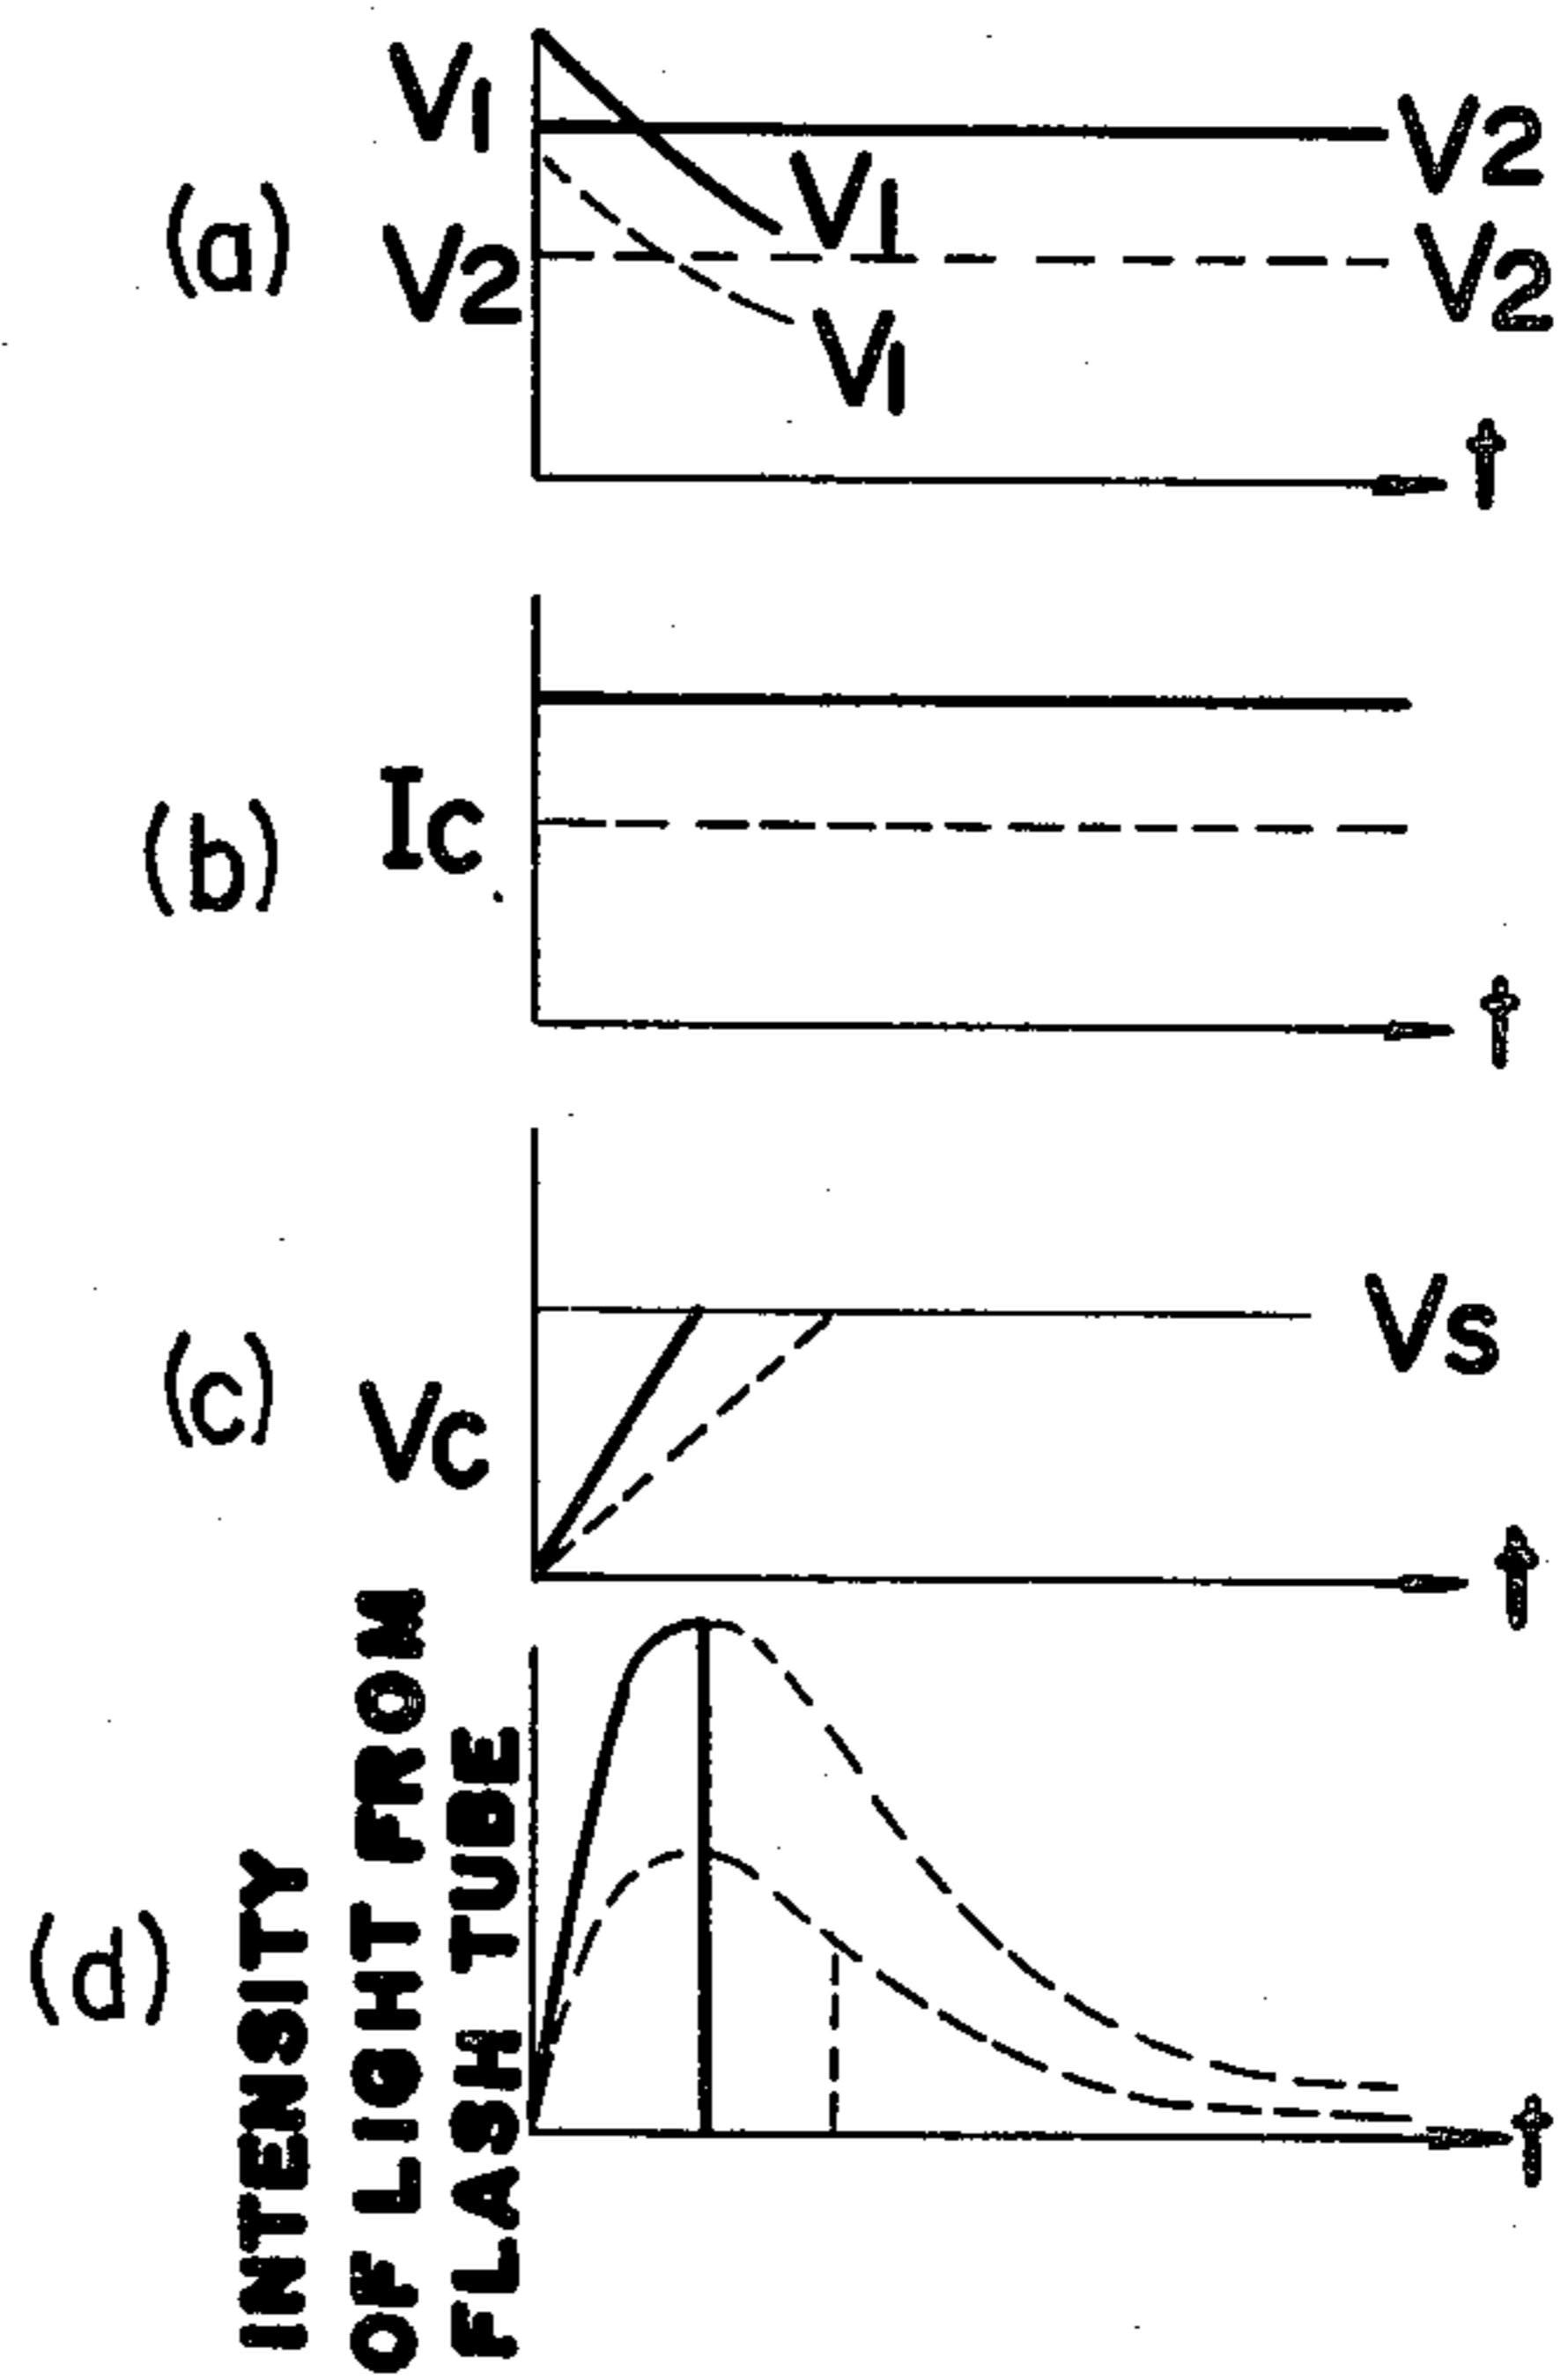 (a)
V1
V2
V2
V1
V2
V1
t
(b)
Ic
t
(c)
Vc
Vs
t
(d)
INTENSITY
OF LIGHT FROM
FLASH TUBE
t